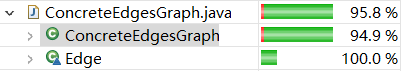 ConcreteEdgesGraph.java 95.8 %
ConcreteEdgesGraph 94.9 %
Edge 100.0 %